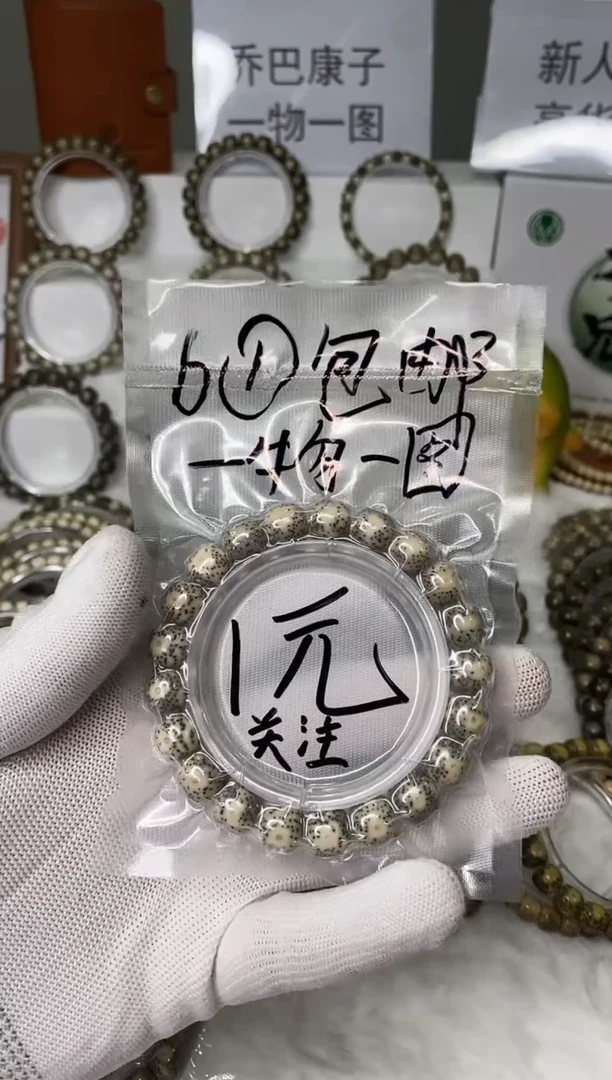 乔巴康子
一物一图
新人
6①包邮
一物一图
1元
关注